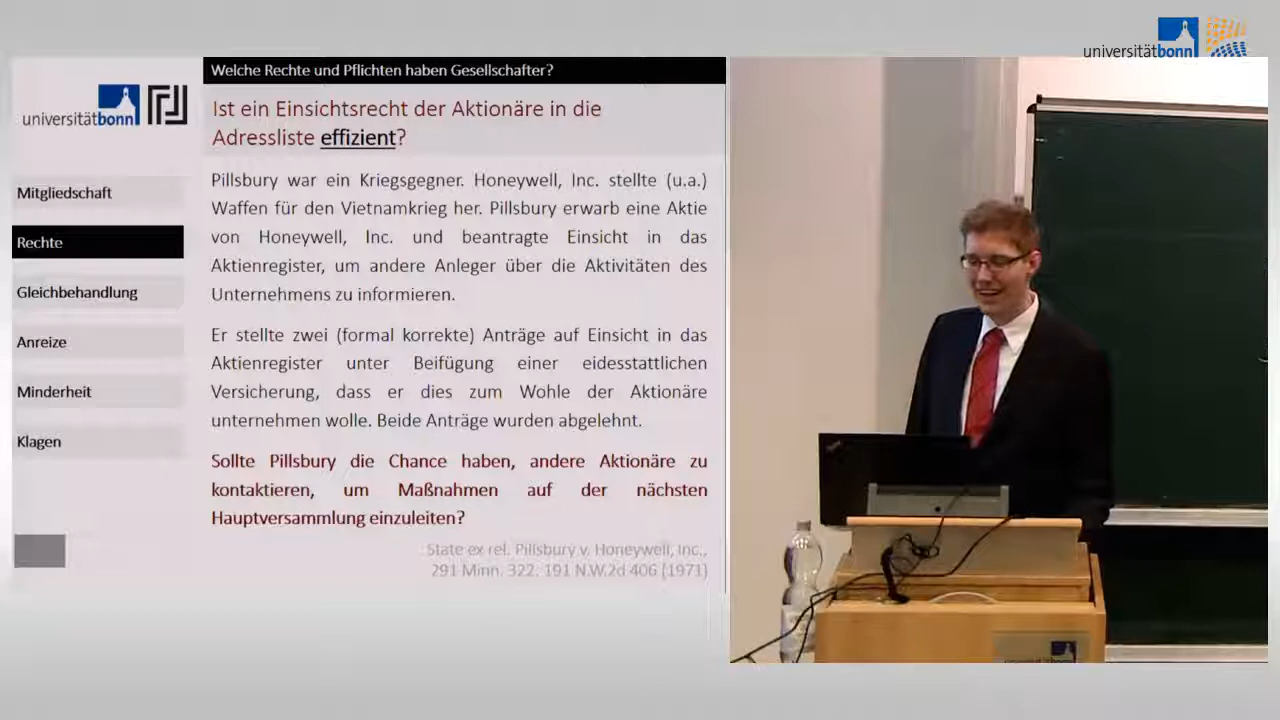 universitätbonn
Welche Rechte und Pflichten haben Gesellschafter?
universitätbonn
Ist ein Einsichtsrecht der Aktionäre in die
Adressliste effizient?
Pillsbury war ein Kriegsgegner. Honeywell, Inc. stellte (u.a.)
Waffen für den Vietnamkrieg her. Pillsbury erwarb eine Aktie
von Honeywell, Inc. und beantragte Einsicht in das
Aktienregister, um andere Anleger über die Aktivitäten des
Unternehmens zu informieren.
Er stellte zwei (formal korrekte) Anträge auf Einsicht in das
Aktienregister unter Beifügung einer eidesstattlichen
Versicherung, dass er dies zum Wohle der Aktionäre
unternehmen wolle. Beide Anträge wurden abgelehnt.
Sollte Pillsbury die Chance haben, andere Aktionäre zu
kontaktieren, um Maßnahmen auf der nächsten
Hauptversammlung einzuleiten?
State ex rel. Pillsbury v. Honeywell, Inc.,
291 Minn. 322, 191 N.W.2d 406 (1971)
Mitgliedschaft
Rechte
Gleichbehandlung
Anreize
Minderheit
Klagen
universitätbonn